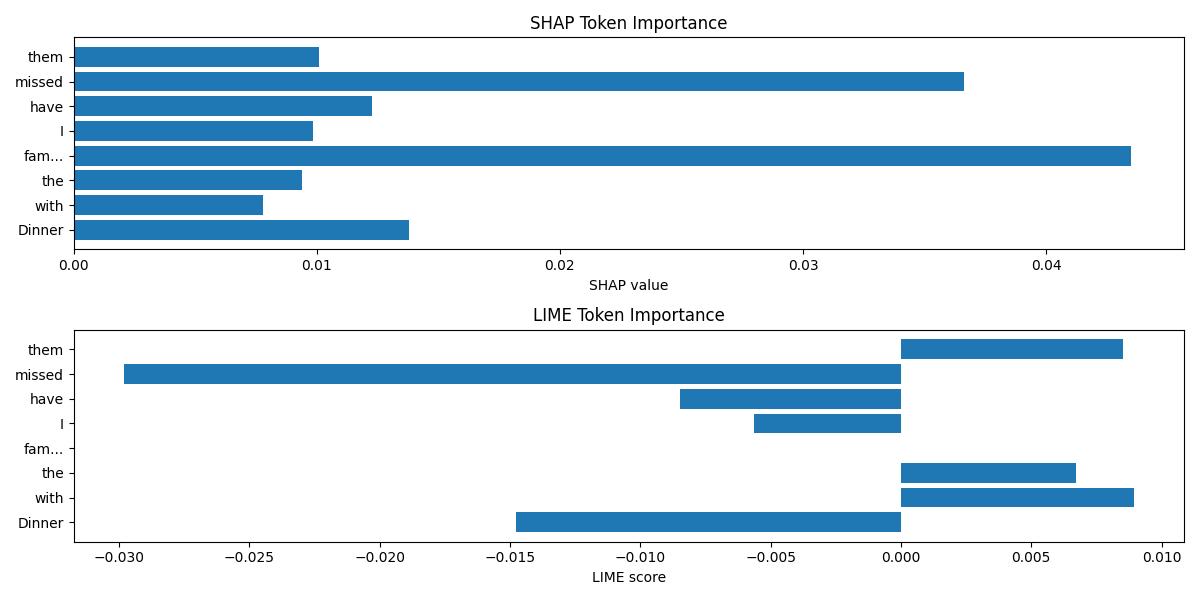 SHAP Token Importance
them
missed
have
I
fam...
the
with
Dinner
0.00 0.01 0.02 0.03 0.04
SHAP value
LIME Token Importance
them
missed
have
I
fam...
the
with
Dinner
−0.030 −0.025 −0.020 −0.015 −0.010 −0.005 0.000 0.005 0.010
LIME score